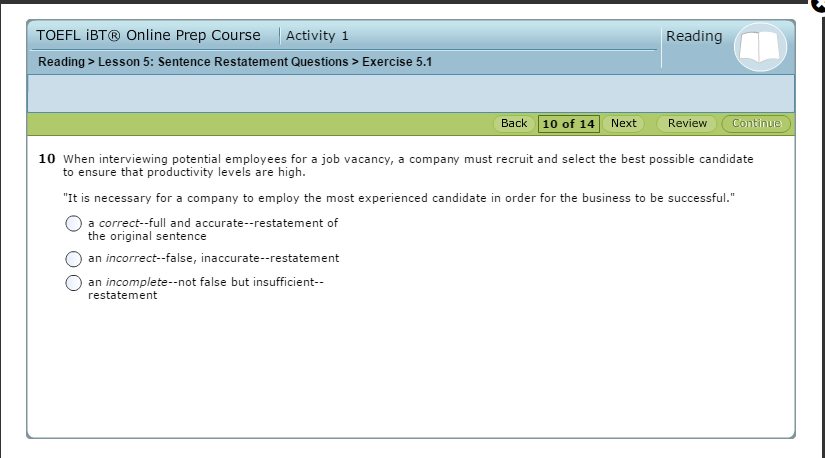 TOEFL iBT® Online Prep Course Activity 1 Reading
Reading > Lesson 5: Sentence Restatement Questions > Exercise 5.1
Back 10 of 14 Next Review Continue
10 When interviewing potential employees for a job vacancy, a company must recruit and select the best possible candidate
to ensure that productivity levels are high.
"It is necessary for a company to employ the most experienced candidate in order for the business to be successful."
a correct--full and accurate--restatement of
the original sentence
an incorrect--false, inaccurate--restatement
an incomplete--not false but insufficient--
restatement